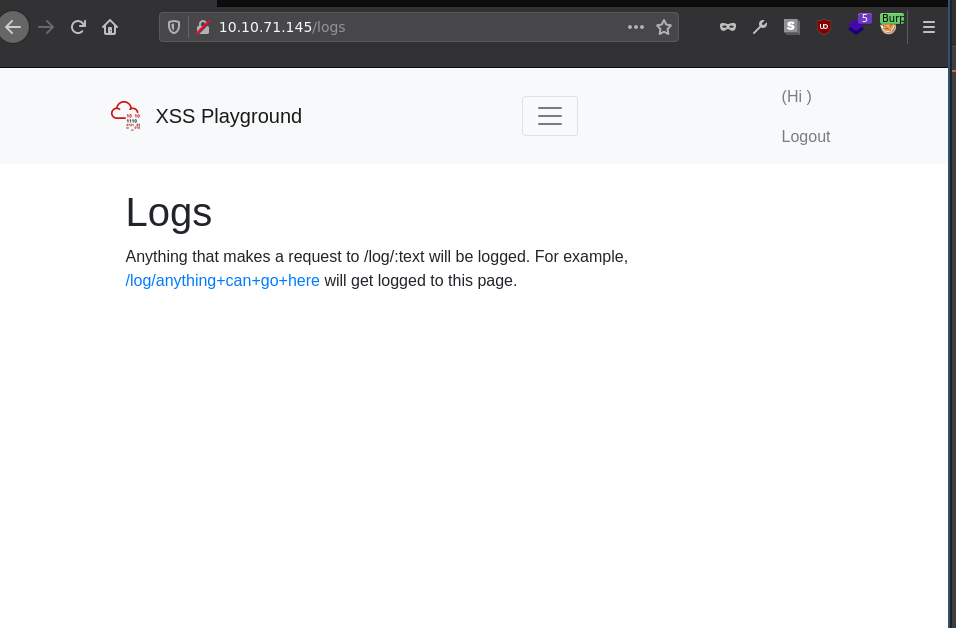 10.10.71.145/logs
5
Burp
XSS Playground
(Hi )
Logout
Logs
Anything that makes a request to /log/:text will be logged. For example,
/log/anything+can+go+here will get logged to this page.